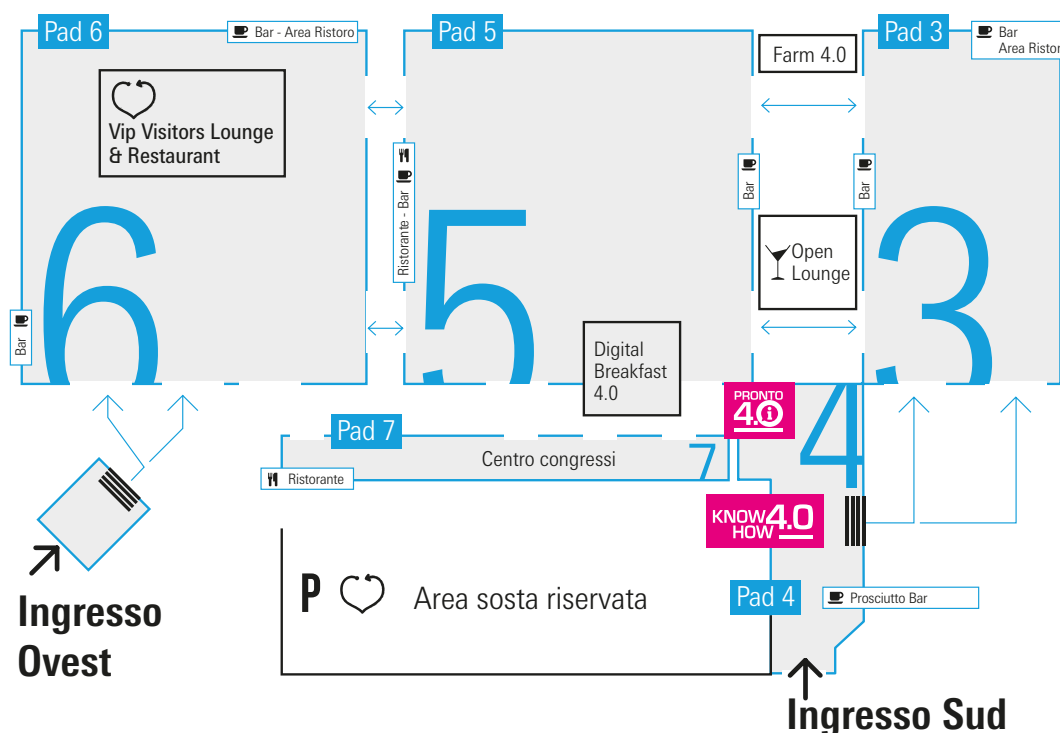 Pad 6
Bar - Area Ristoro
Pad 5
Farm 4.0
Pad 3
Bar
Area Ristor
Vip Visitors Lounge
& Restaurant
Ristorante - Bar
Bar
Bar
6
5
3
Open
Lounge
Bar
Digital
Breakfast
4.0
PRONTO
4.0
i
4
Pad 7
Centro congressi
7
Ristorante
KNOW
HOW
4.0
P
Area sosta riservata
Pad 4
Prosciutto Bar
Ingresso
Ovest
Ingresso Sud